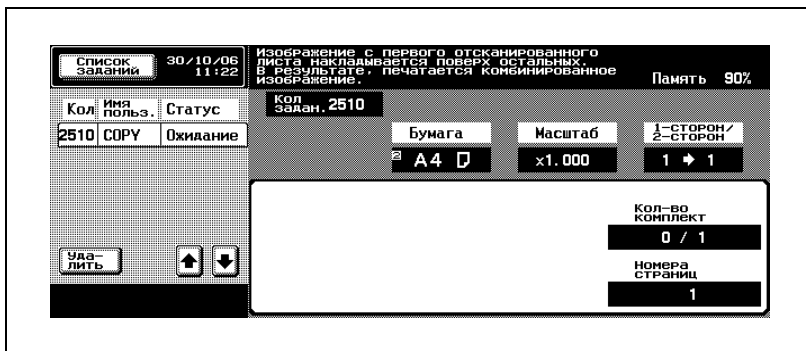 Список
заданий
30/10/06
11:22
Изображение с первого отсканированного
листа накладывается поверх остальных.
В результате, печатается комбинированное
изображение.
Память 90%
Кол
Имя
польз.
Статус
2510 COPY Ожидание
Кол
задан. 2510
Бумага
Масштаб
1-сторон/
2-сторон
2 A4
x1.000
1 ➔ 1
Кол-во
комплект
0 / 1
Номера
страниц
1
Уда-
лить